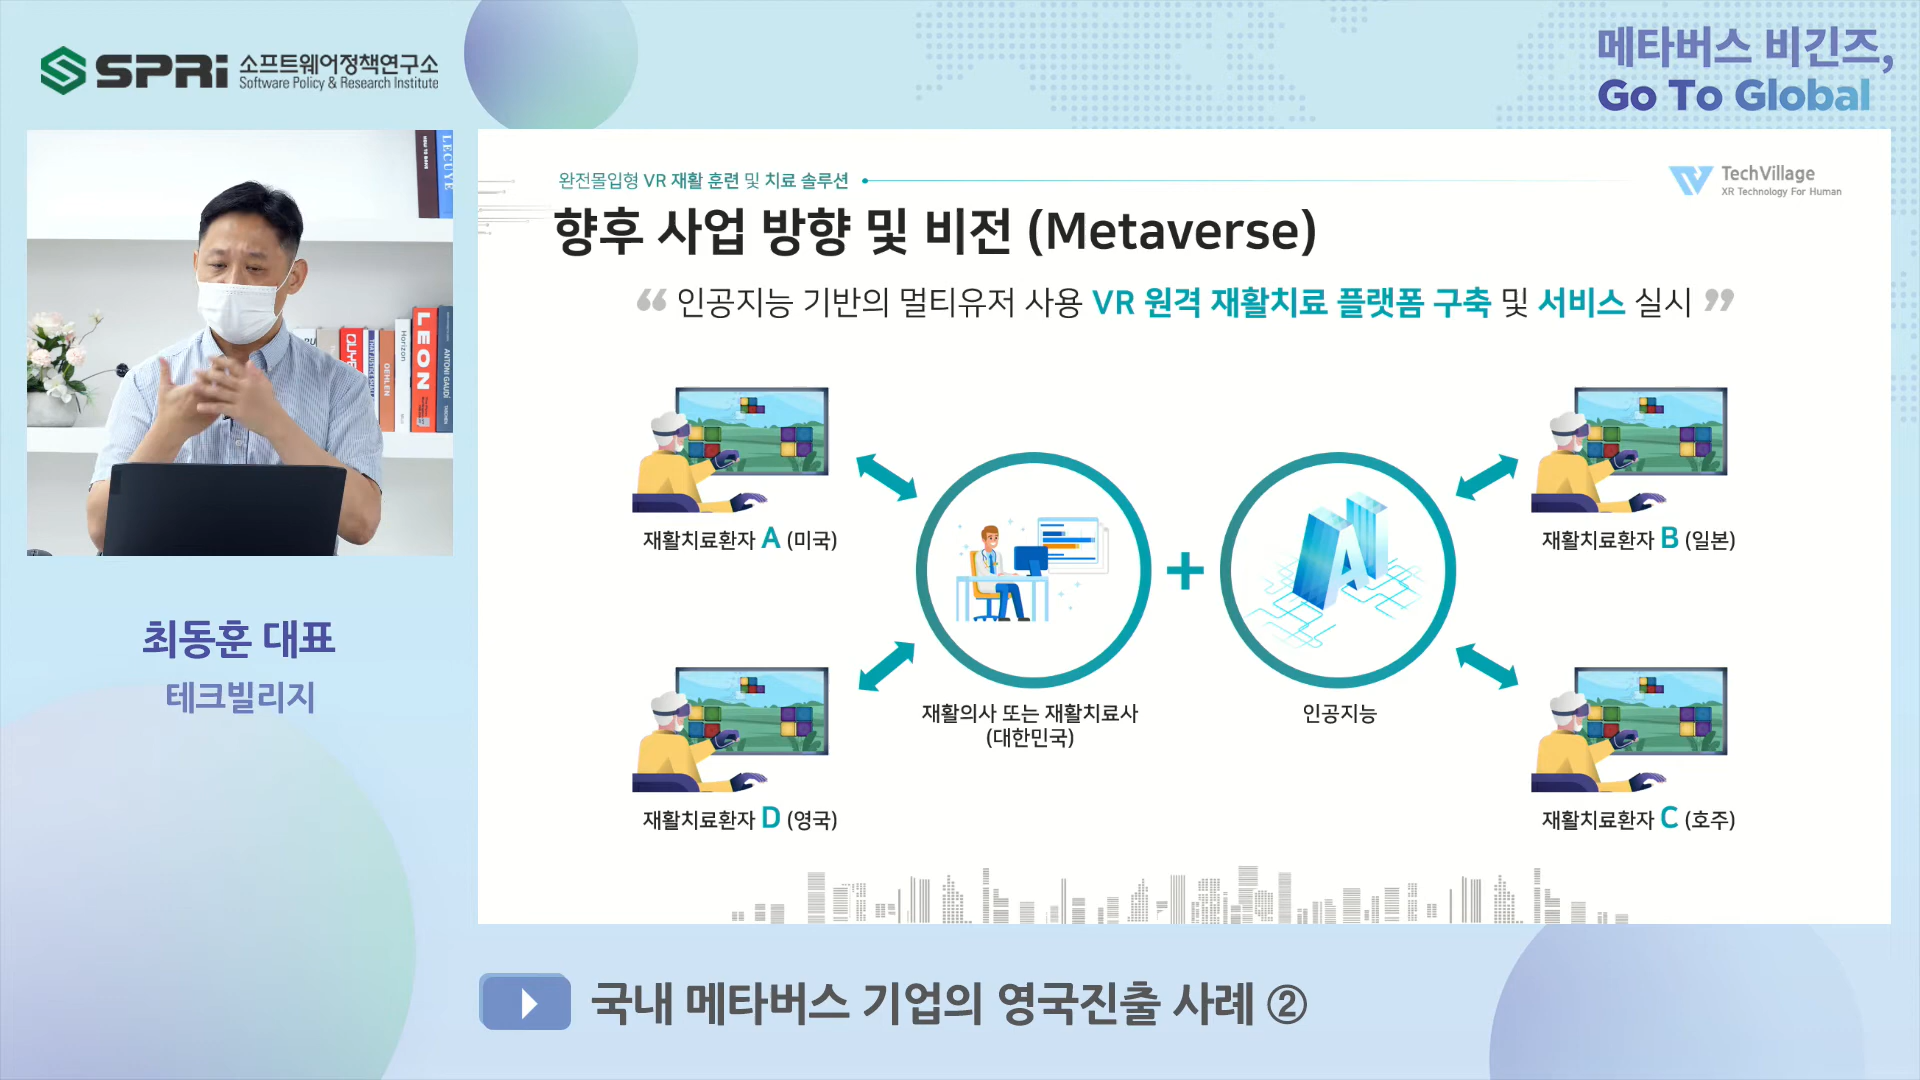 SPRi 소프트웨어정책연구소
Software Policy & Research Institute
메타버스 비긴즈,
Go To Global
LECUYE
LEON
Horizon
OEHLEN
ANTONI GAUDI
최동훈 대표
테크빌리지
완전몰입형 VR 재활 훈련 및 치료 솔루션
TechVillage
XR Technology For Human
향후 사업 방향 및 비전 (Metaverse)
“ 인공지능 기반의 멀티유저 사용 VR 원격 재활치료 플랫폼 구축 및 서비스 실시 ”
재활치료환자 A (미국)
재활치료환자 B (일본)
AI
+
재활의사 또는 재활치료사
(대한민국)
인공지능
재활치료환자 D (영국)
재활치료환자 C (호주)
국내 메타버스 기업의 영국진출 사례 ②